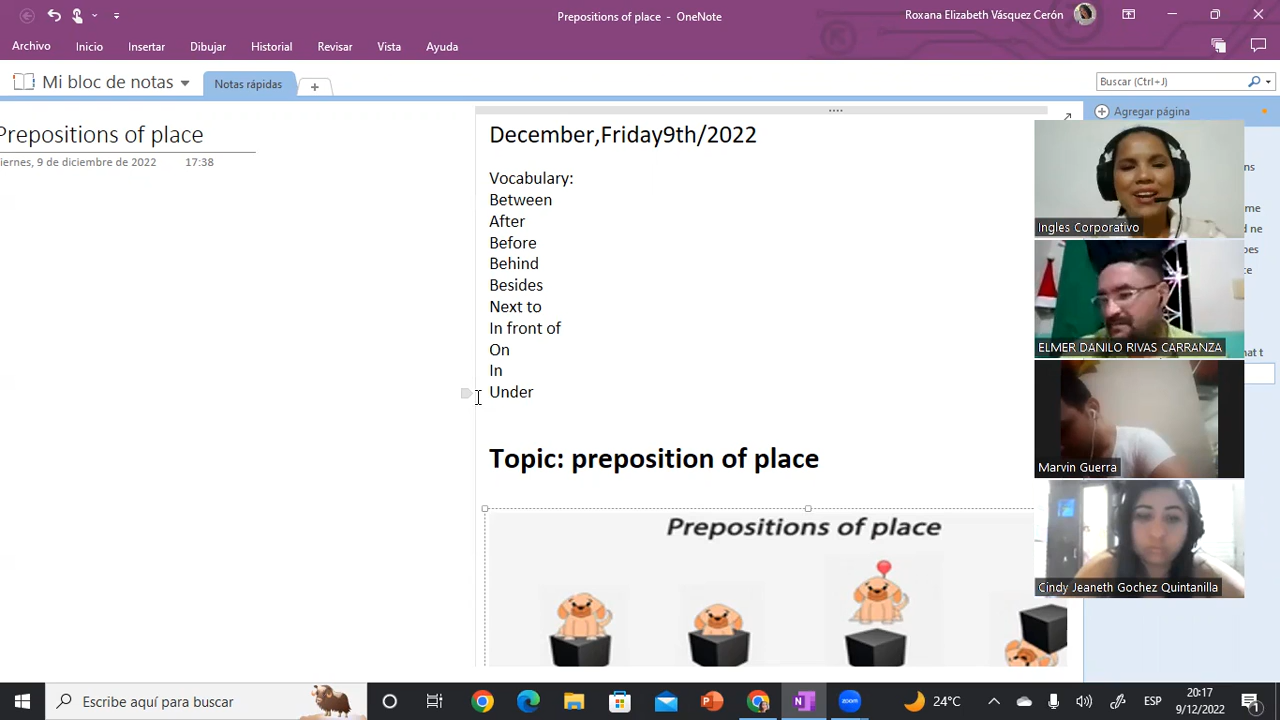 Prepositions of place - OneNote
Roxana Elizabeth Vásquez Cerón
Archivo Inicio Insertar Dibujar Historial Revisar Vista Ayuda
Mi bloc de notas
Notas rápidas
Buscar (Ctrl+J)
Agregar página
Prepositions of place
iernes, 9 de diciembre de 2022 17:38
December,Friday9th/2022
Vocabulary:
Between
After
Before
Behind
Besides
Next to
In front of
On
In
Under
Topic: preposition of place
Prepositions of place
Ingles Corporativo
ELMER DANILO RIVAS CARRANZA
Marvin Guerra
Cindy Jeaneth Gochez Quintanilla
Escribe aquí para buscar
zoom
24°C
ESP
20:17
9/12/2022